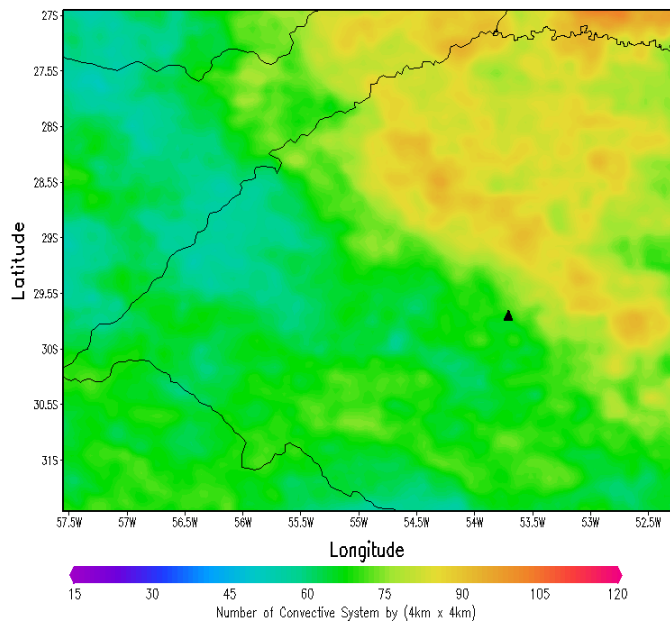 27S
27.5S
28S
28.5S
29S
29.5S
30S
30.5S
31S
Latitude
57.5W 57W 56.5W 56W 55.5W 55W 54.5W 54W 53.5W 53W 52.5W
Longitude
15 30 45 60 75 90 105 120
Number of Convective System by (4km x 4km)